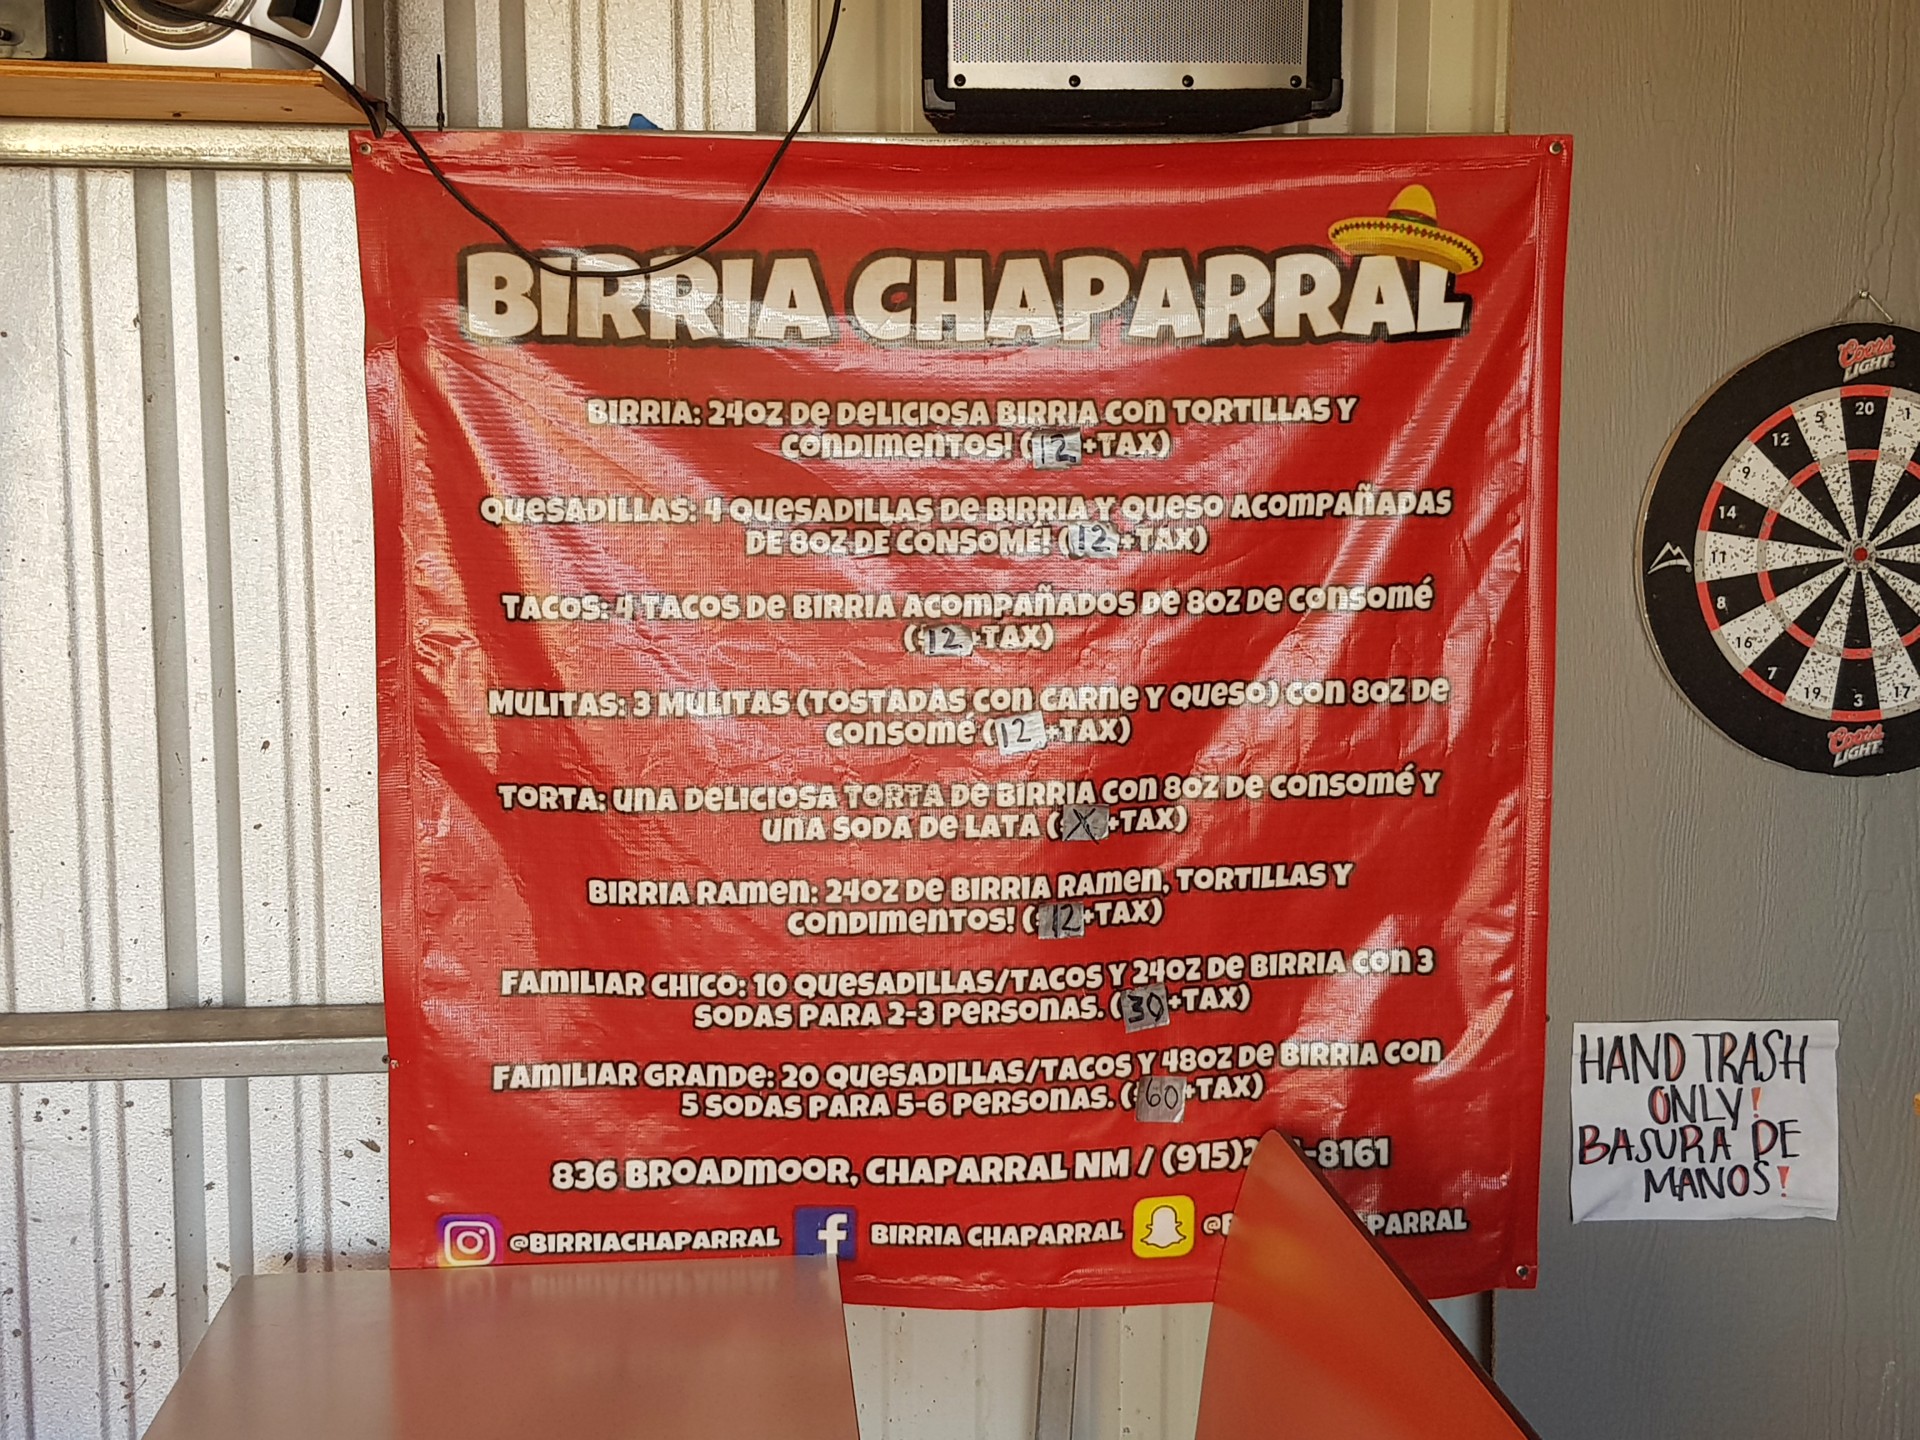 BIRRIA CHAPARRAL
BIRRIA: 24OZ DE DELICIOSA BIRRIA CON TORTILLAS Y
CONDIMENTOS! (12 +TAX)
QUESADILLAS: 4 QUESADILLAS DE BIRRIA Y QUESO ACOMPAÑADAS
DE 8OZ DE CONSOMÉ! (12 +TAX)
TACOS: 4 TACOS DE BIRRIA ACOMPAÑADOS DE 8OZ DE CONSOMÉ
(12 +TAX)
MULITAS: 3 MULITAS (TOSTADAS CON CARNE Y QUESO) CON 8OZ DE
CONSOMÉ (12 +TAX)
TORTA: UNA DELICIOSA TORTA DE BIRRIA CON 8OZ DE CONSOMÉ Y
UNA SODA DE LATA (X +TAX)
BIRRIA RAMEN: 24OZ DE BIRRIA RAMEN, TORTILLAS Y
CONDIMENTOS! (12 +TAX)
FAMILIAR CHICO: 10 QUESADILLAS/TACOS Y 24OZ DE BIRRIA CON 3
SODAS PARA 2-3 PERSONAS. (30 +TAX)
FAMILIAR GRANDE: 20 QUESADILLAS/TACOS Y 48OZ DE BIRRIA CON
5 SODAS PARA 5-6 PERSONAS. (60 +TAX)
836 BROADMOOR, CHAPARRAL NM / (915)2 -8161
@BIRRIACHAPARRAL f BIRRIA CHAPARRAL PARRAL
Coors
LIGHT
5 20 1
12
9
14
11
8
16
7
19 3 17
Coors
LIGHT
HAND TRASH
ONLY!
BASURA DE
MANOS!